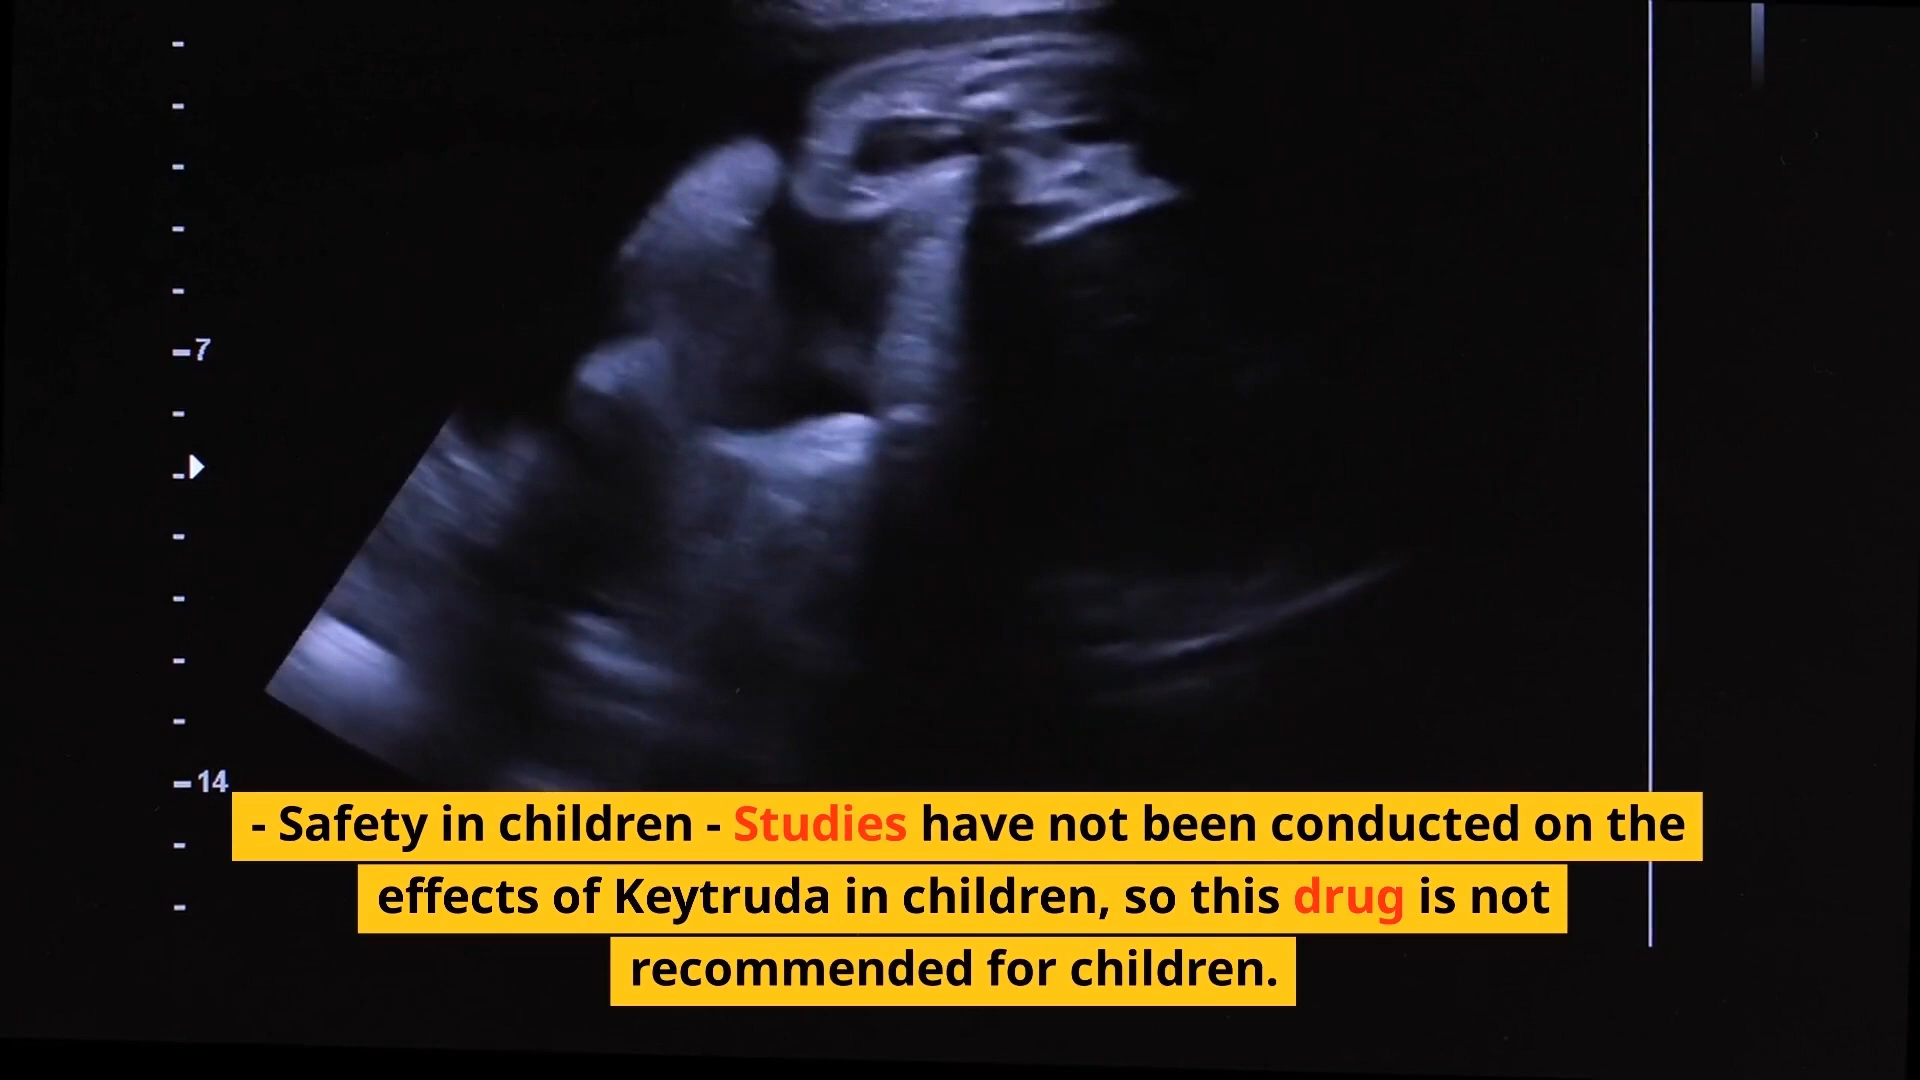 7
14
- Safety in children - Studies have not been conducted on the
effects of Keytruda in children, so this drug is not
recommended for children.